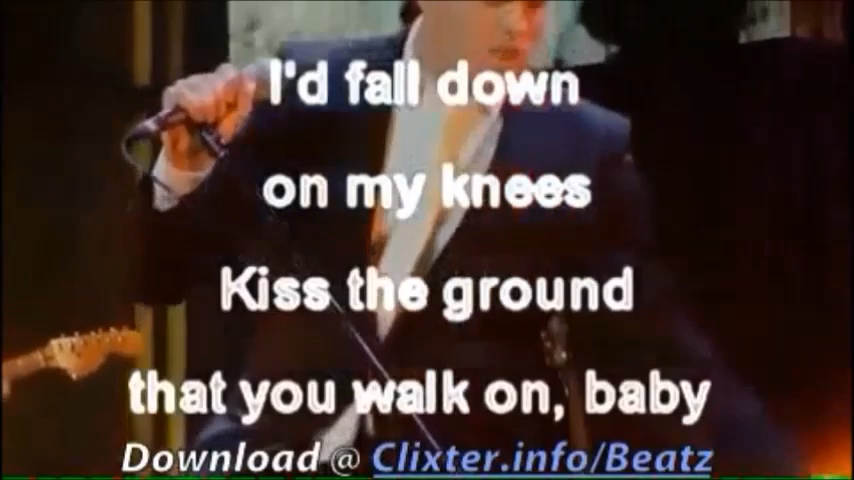 I'd fall down
on my knees
Kiss the ground
that you walk on, baby
Download @ Clixter.info/Beatz